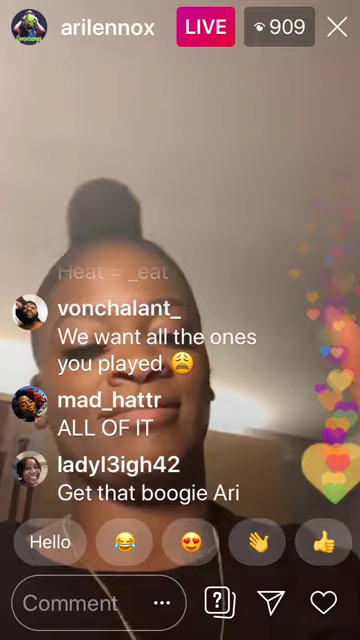 arilennox LIVE 909
Heat = _eat
vonchalant_
We want all the ones
you played 😩
mad_hattr
ALL OF IT
ladyl3igh42
Get that boogie Ari
Hello 😂 😍 👋 👍
Comment ...